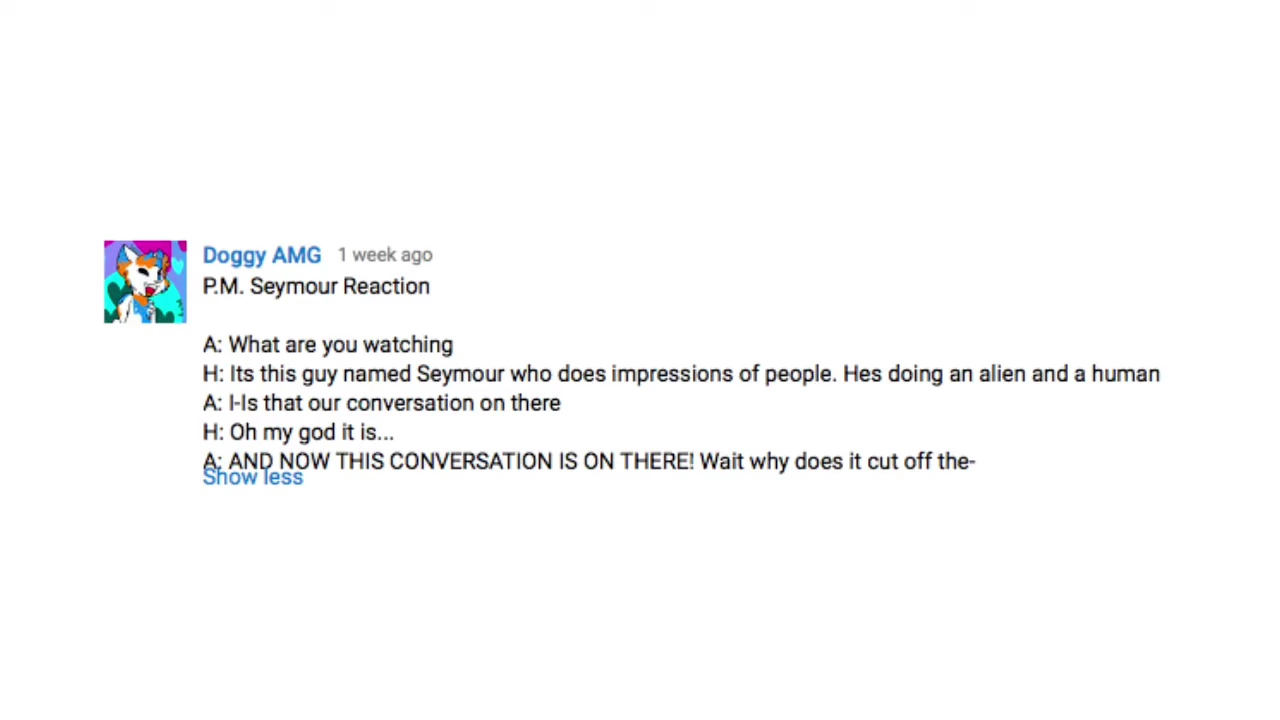 Doggy AMG 1 week ago
P.M. Seymour Reaction
A: What are you watching
H: Its this guy named Seymour who does impressions of people. Hes doing an alien and a human
A: I-Is that our conversation on there
H: Oh my god it is...
A: AND NOW THIS CONVERSATION IS ON THERE! Wait why does it cut off the-
Show less